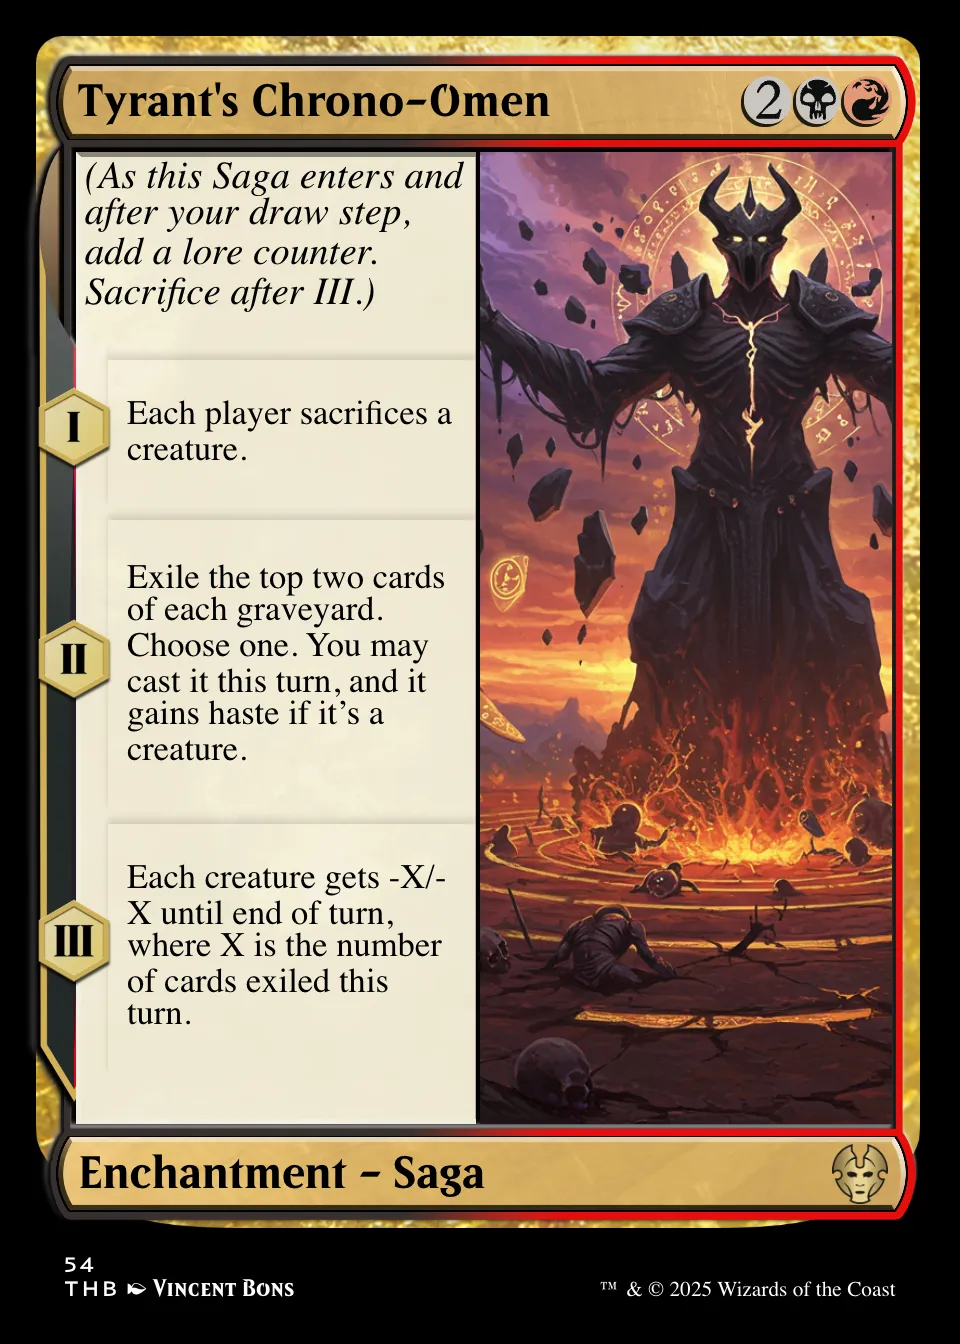 Tyrant's Chrono-Omen 2
(As this Saga enters and
after your draw step,
add a lore counter.
Sacrifice after III.)
I
Each player sacrifices a
creature.
II
Exile the top two cards
of each graveyard.
Choose one. You may
cast it this turn, and it
gains haste if it’s a
creature.
III
Each creature gets -X/-
X until end of turn,
where X is the number
of cards exiled this
turn.
Enchantment – Saga
54
THB Vincent Bons
™ & © 2025 Wizards of the Coast